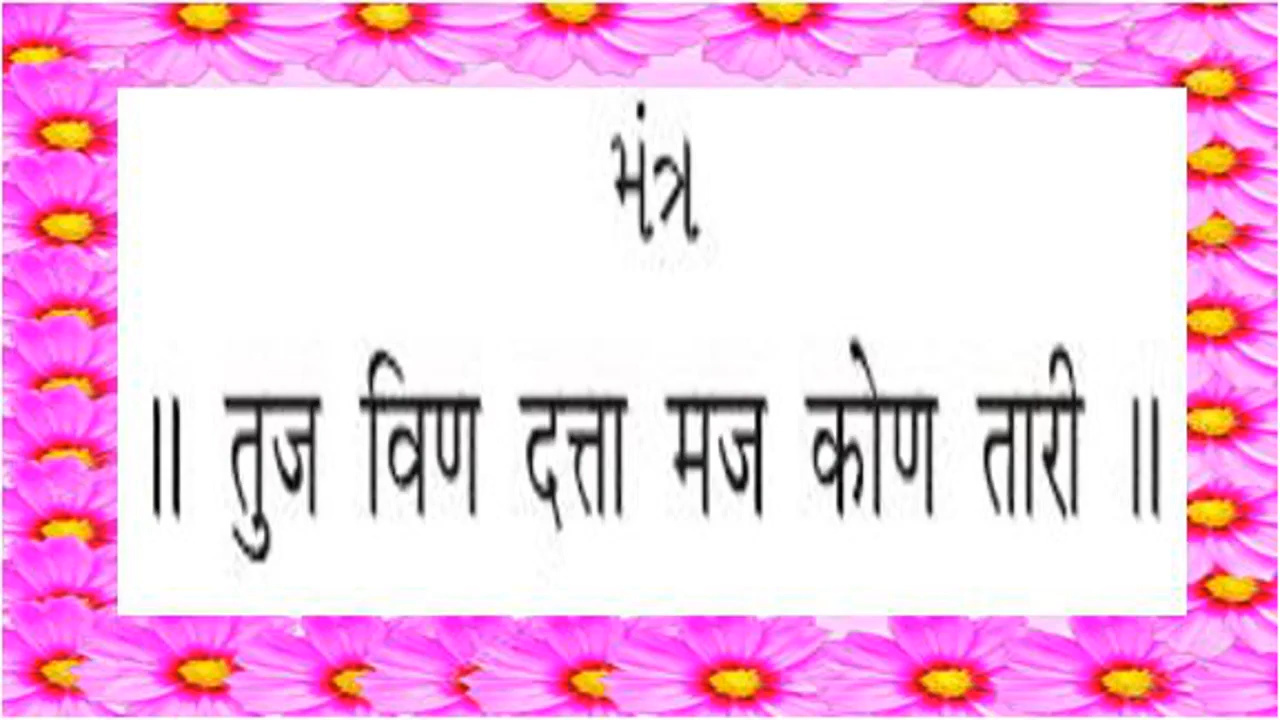 मंत्र
॥ तुज विण दत्ता मज कोण तारी ॥